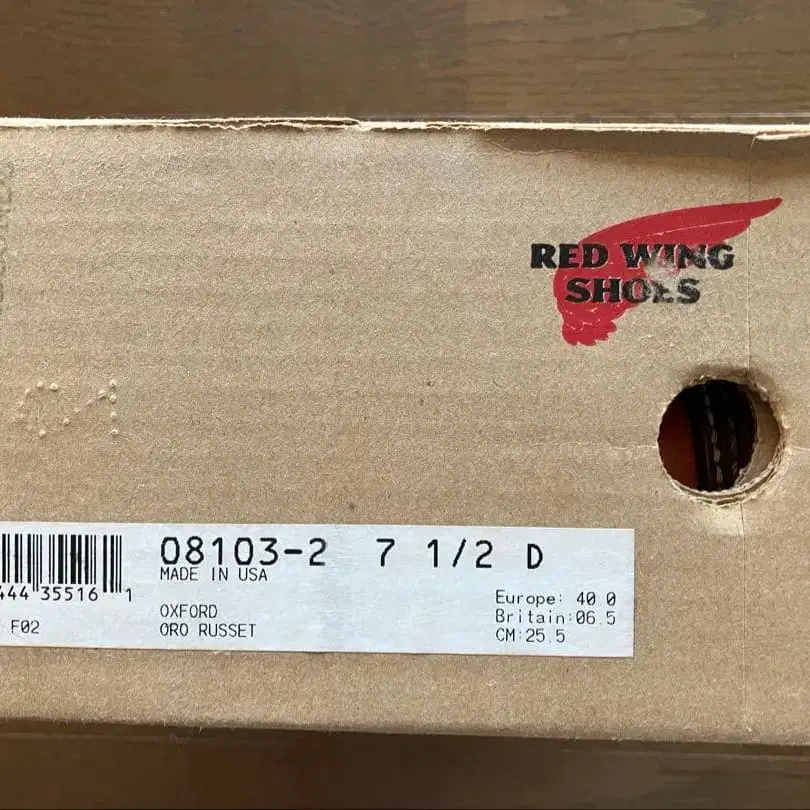 RED WING
SHOES
08103-2 7 1/2 D
MADE IN USA
444 35516 1
OXFORD
ORO RUSSET
F02
Europe: 40.0
Britain:06.5
CM:25.5